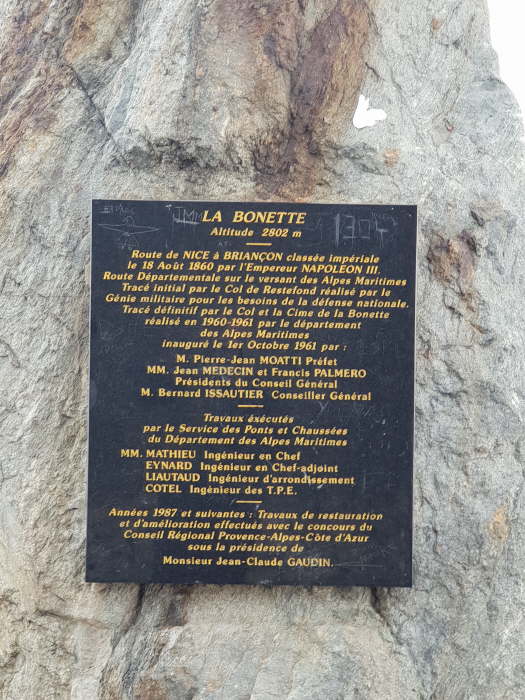 LA BONETTE
Altitude 2802 m
Route de NICE à BRIANÇON classée impériale
le 18 Août 1860 par l'Empereur NAPOLÉON III.
Route Départementale sur le versant des Alpes Maritimes
Tracé initial par le Col de Restefond réalisé par le
Génie militaire pour les besoins de la défense nationale.
Tracé définitif par le Col et la Cime de la Bonette
réalisé en 1960-1961 par le département
des Alpes Maritimes
inauguré le 1er Octobre 1961 par :
M. Pierre-Jean MOATTI Préfet
MM. Jean MEDECIN et Francis PALMERO
Présidents du Conseil Général
M. Bernard ISSAUTIER Conseiller Général
Travaux éxécutés
par le Service des Ponts et Chaussées
du Département des Alpes Maritimes
MM. MATHIEU Ingénieur en Chef
EYNARD Ingénieur en Chef-adjoint
LIAUTAUD Ingénieur d'arrondissement
COTEL Ingénieur des T.P.E.
Années 1987 et suivantes : Travaux de restauration
et d'amélioration effectués avec le concours du
Conseil Régional Provence-Alpes-Côte d'Azur
sous la présidence de
Monsieur Jean-Claude GAUDIN.